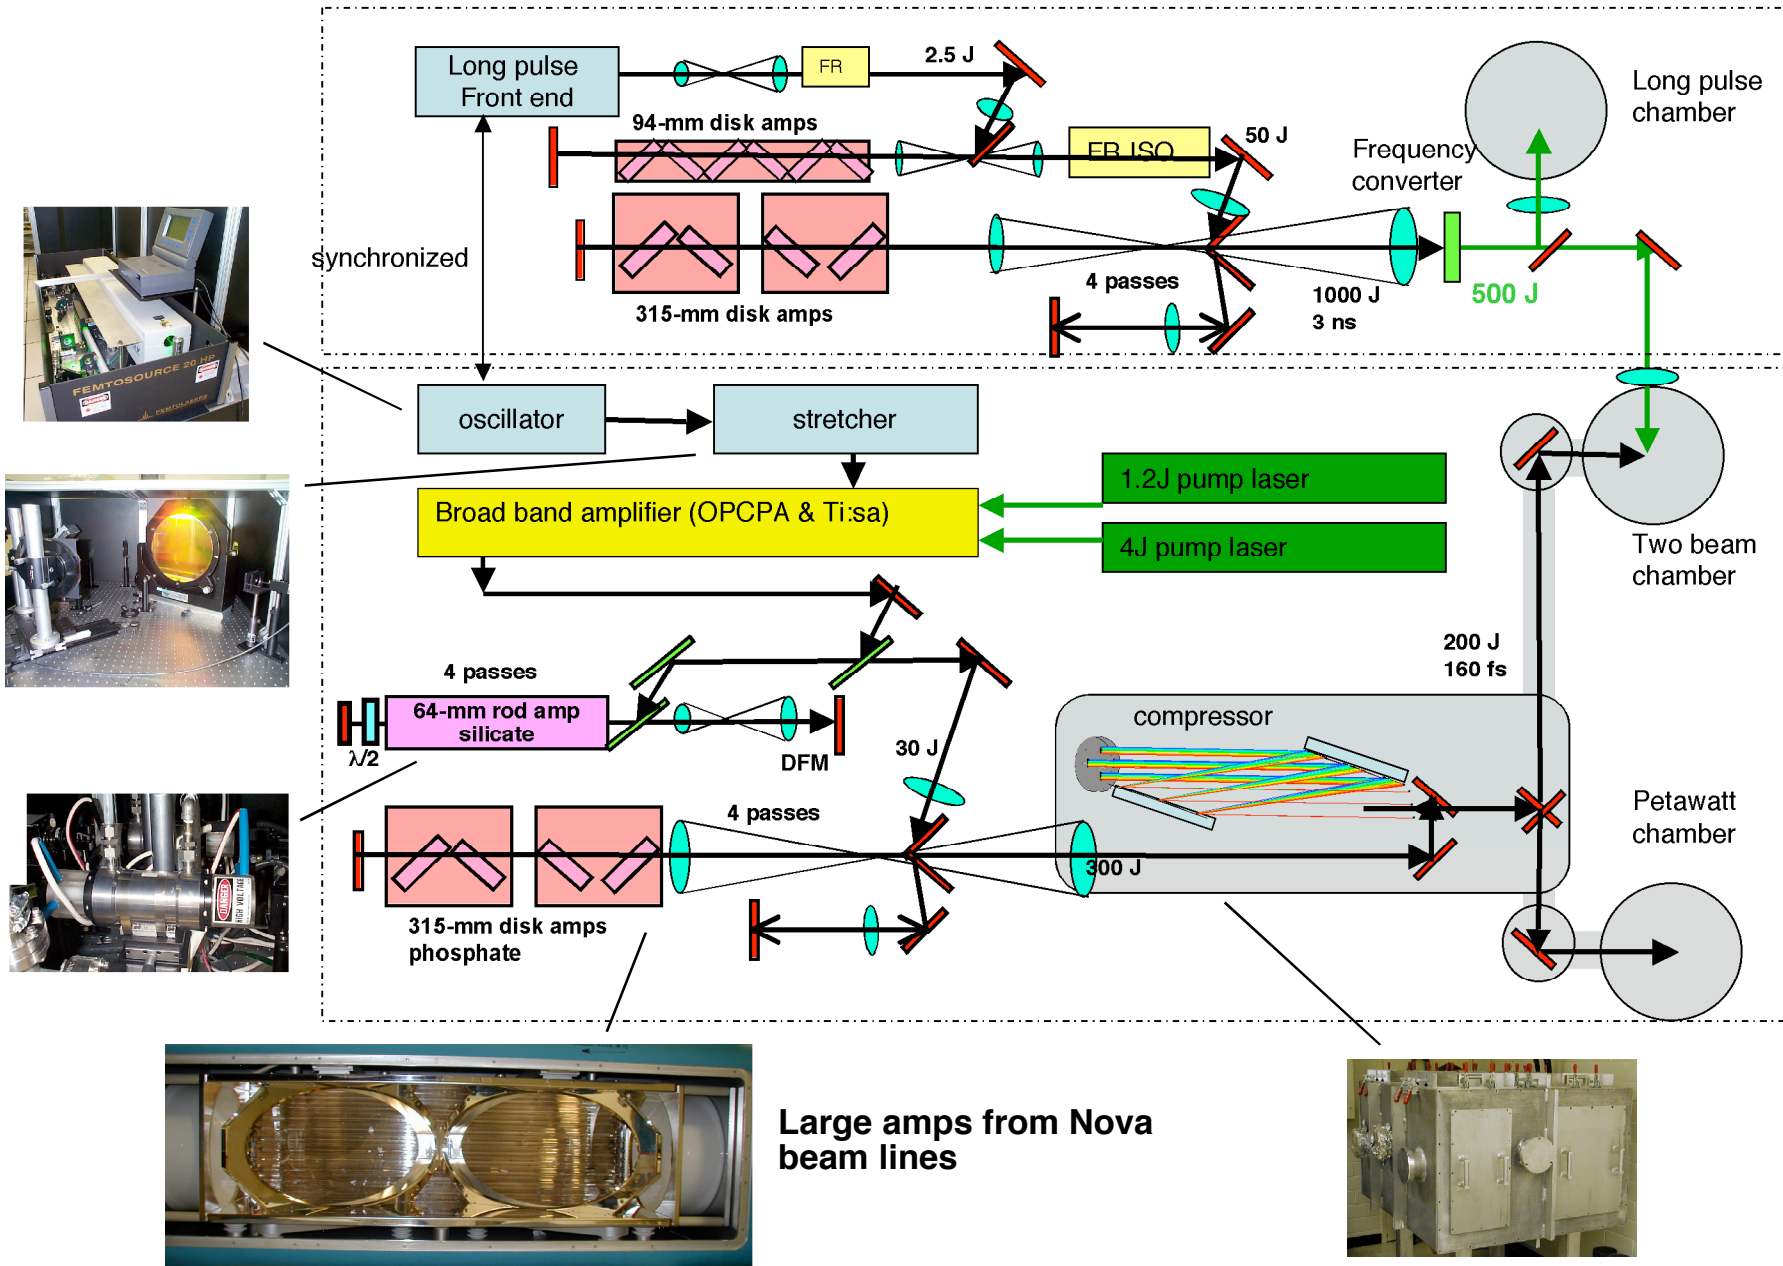 Long pulse
Front end
FR
2.5 J
94-mm disk amps
FR ISO
50 J
Long pulse
chamber
Frequency
converter
synchronized
4 passes
1000 J
3 ns
500 J
315-mm disk amps
FEMTOSOURCE 20 HP
FEMTOLASERS
oscillator
stretcher
1.2J pump laser
Broad band amplifier (OPCPA & Ti:sa)
4J pump laser
Two beam
chamber
4 passes
200 J
160 fs
64-mm rod amp
silicate
λ/2
DFM
30 J
compressor
4 passes
300 J
Petawatt
chamber
DANGER
HIGH VOLTAGE
315-mm disk amps
phosphate
Large amps from Nova
beam lines